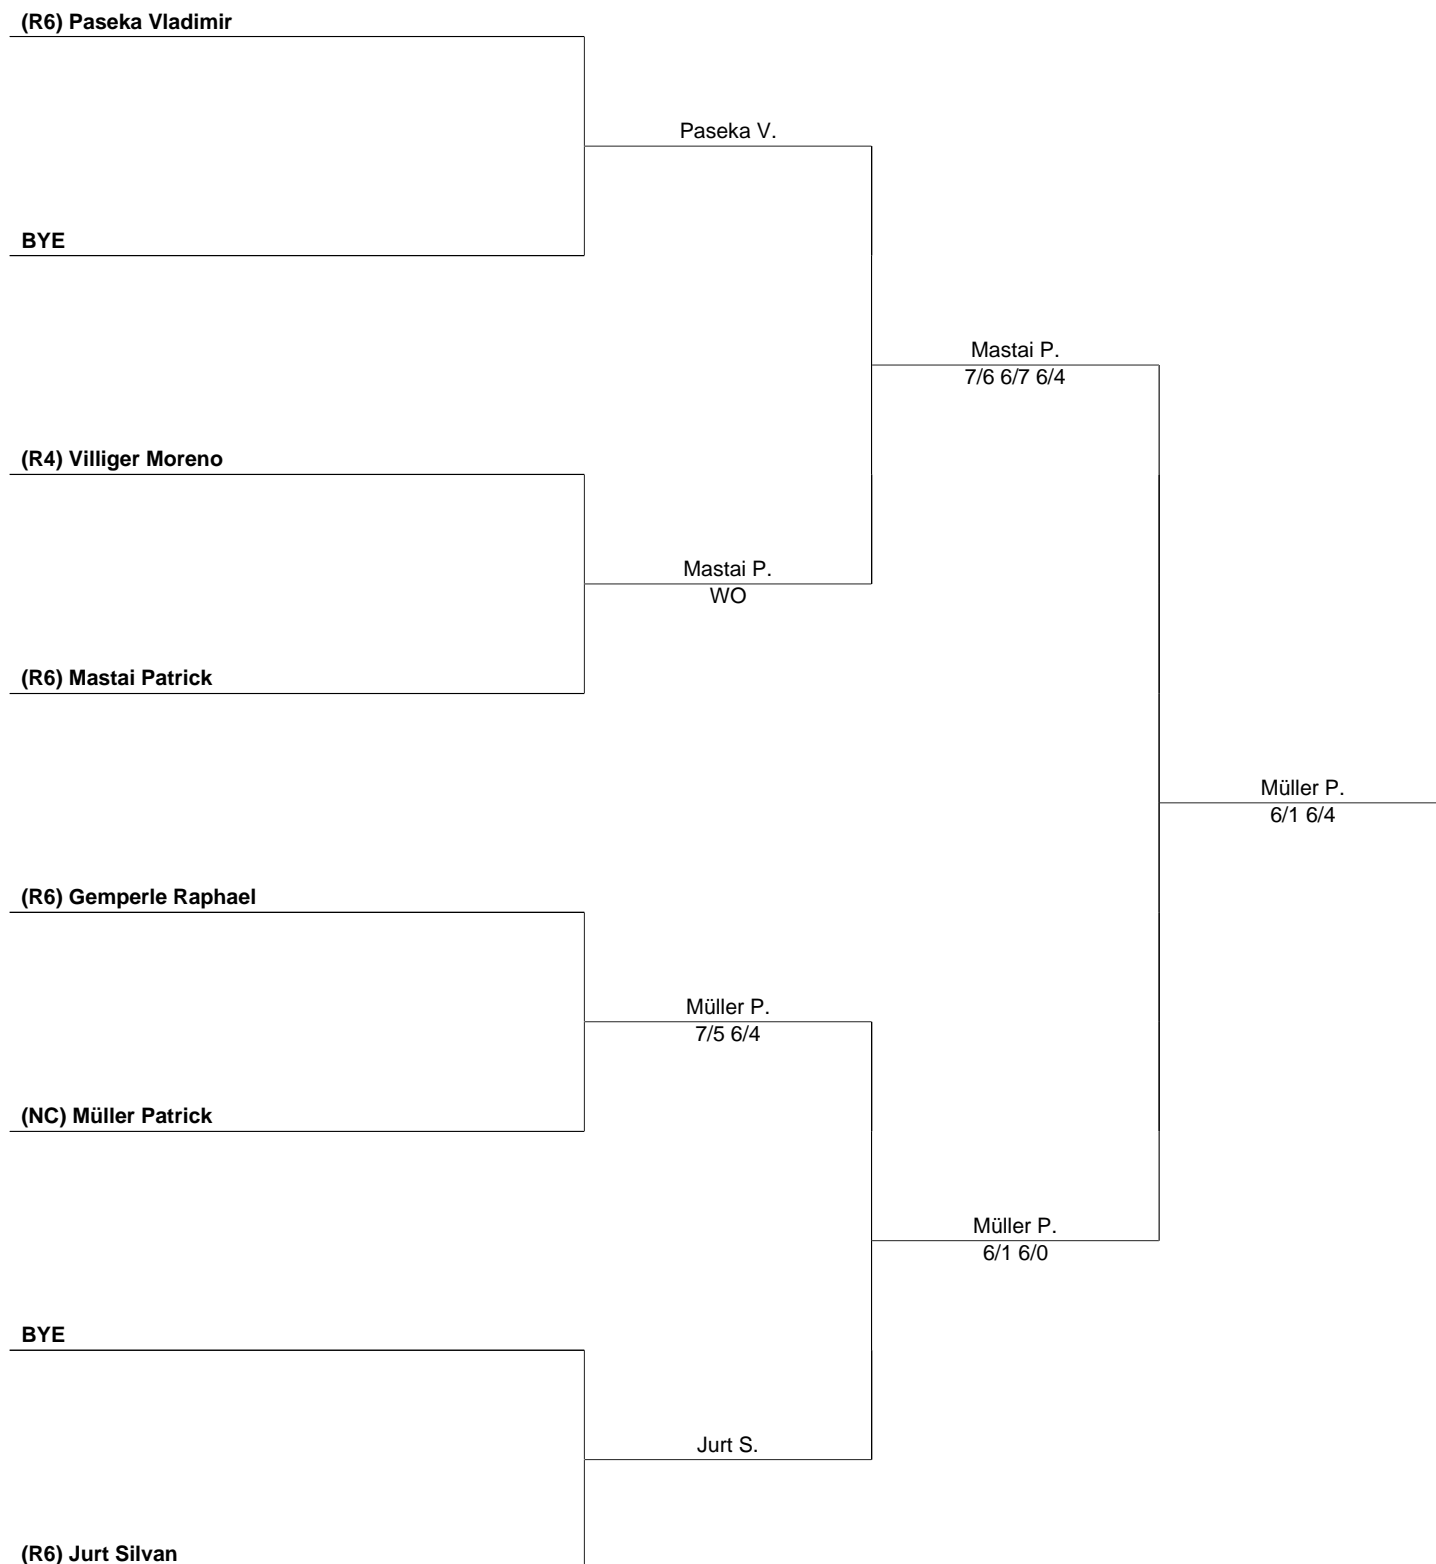 (R6) Paseka Vladimir
Paseka V.
BYE
Mastai P.
7/6 6/7 6/4
(R4) Villiger Moreno
Mastai P.
WO
(R6) Mastai Patrick
Müller P.
6/1 6/4
(R6) Gemperle Raphael
Müller P.
7/5 6/4
(NC) Müller Patrick
Müller P.
6/1 6/0
BYE
Jurt S.
(R6) Jurt Silvan